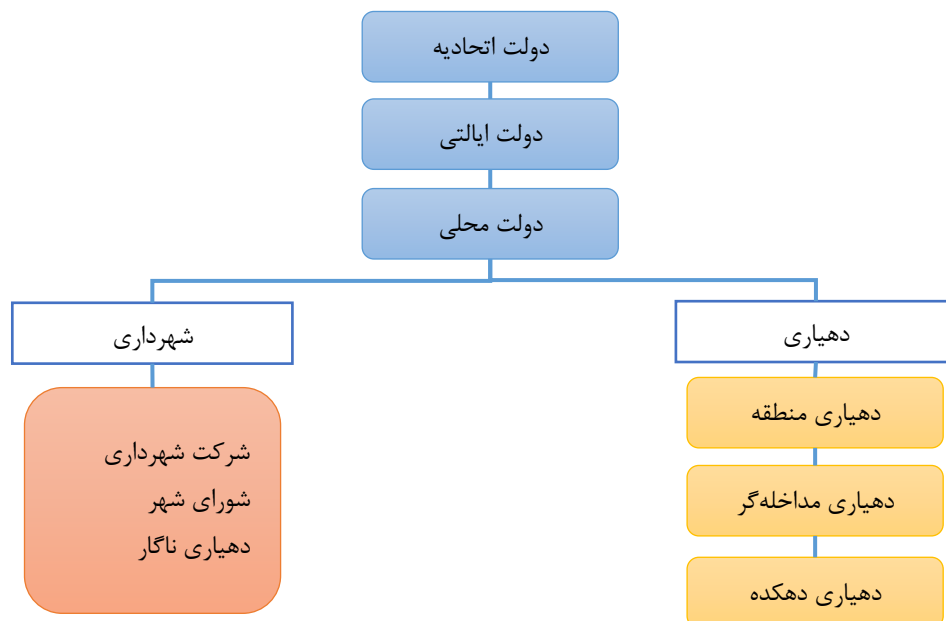 دولت اتحادیه
دولت ایالتی
دولت محلی
دهیاری
شهرداری
دهیاری منطقه
دهیاری مداخله‌گر
دهیاری دهکده
شرکت شهرداری
شورای شهر
دهیاری ناگار